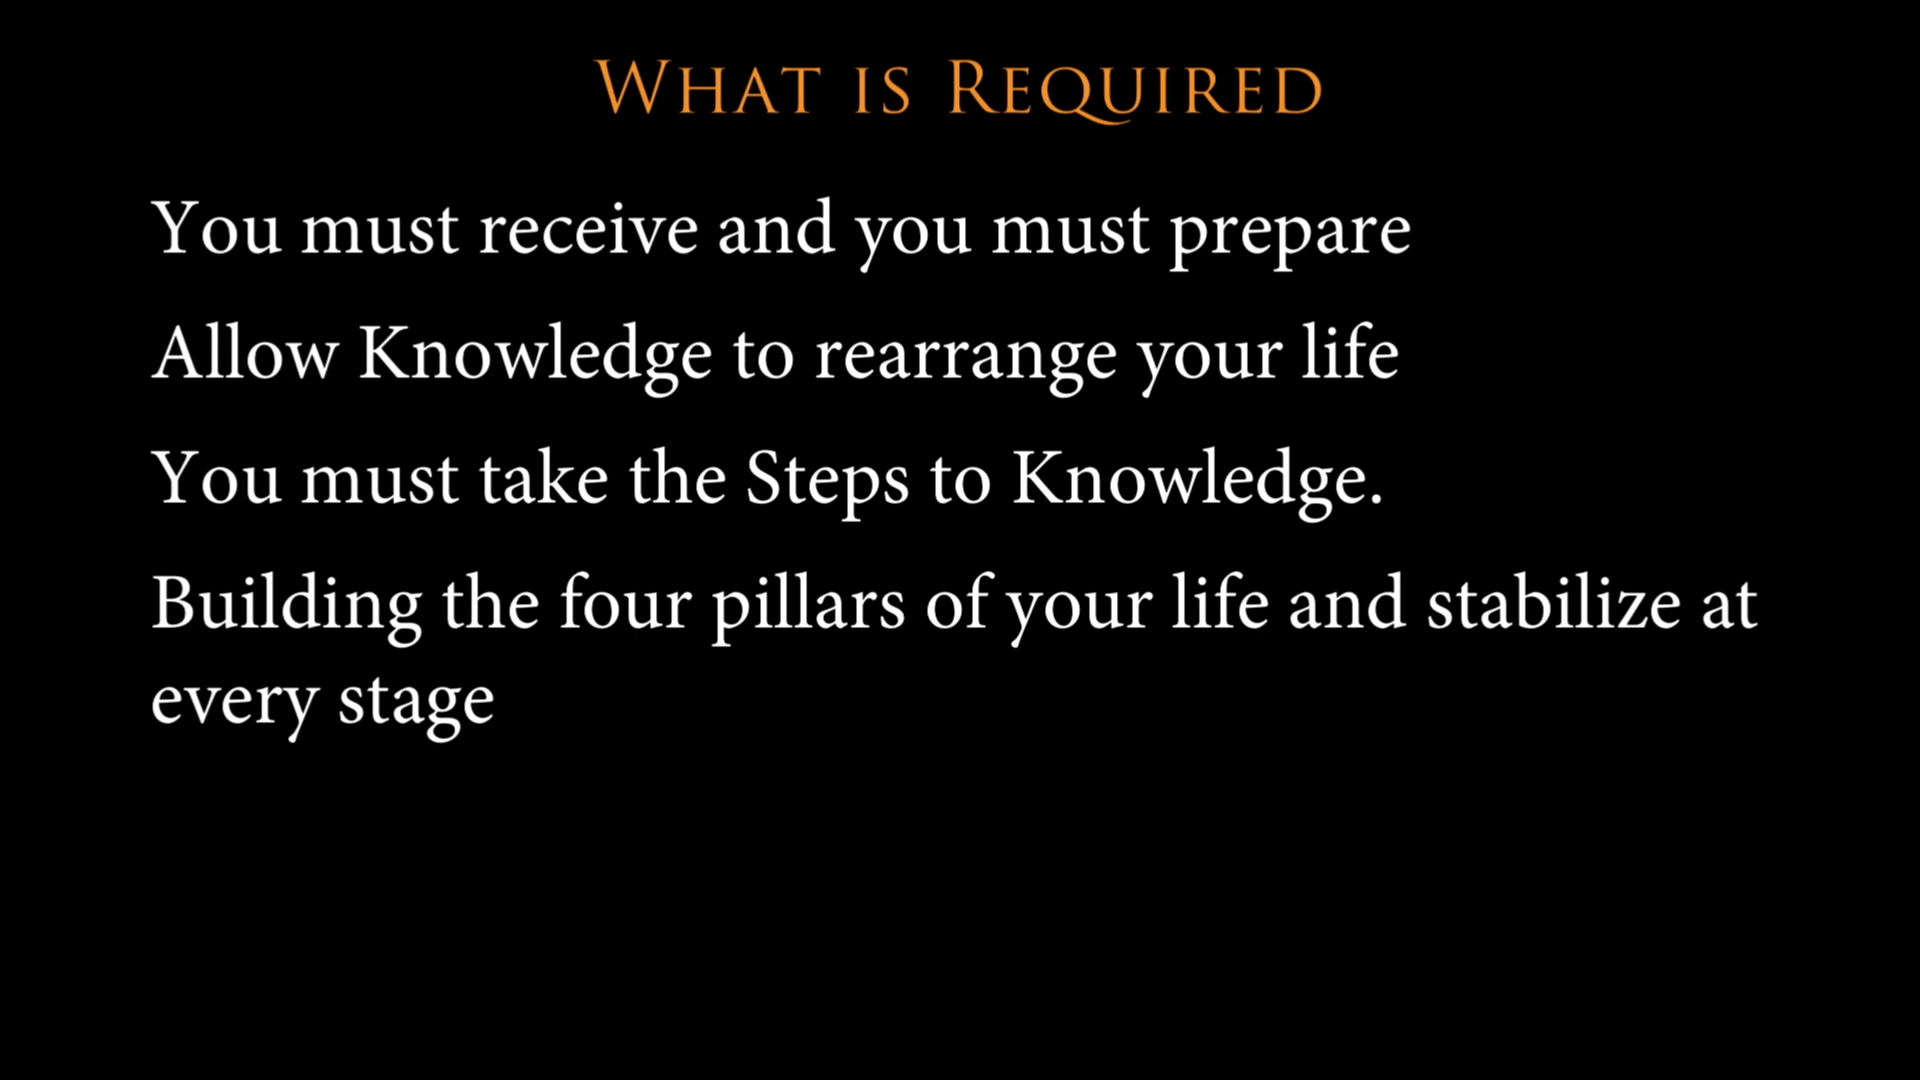 What is Required
You must receive and you must prepare
Allow Knowledge to rearrange your life
You must take the Steps to Knowledge.
Building the four pillars of your life and stabilize at
every stage